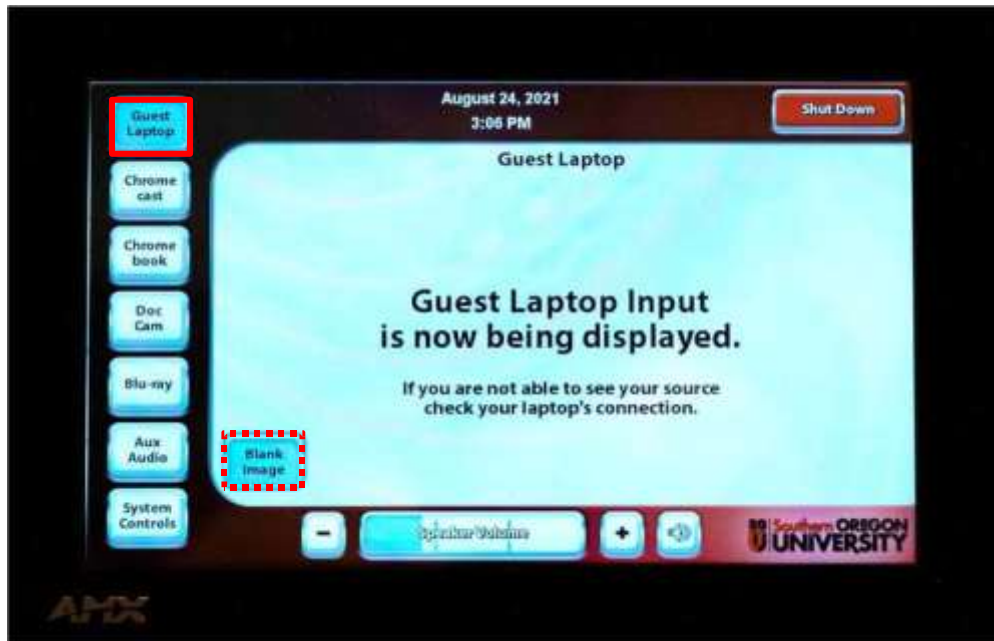 August 24, 2021
3:06 PM
Shut Down
Guest
Laptop
Chrome
cast
Chrome
book
Doc
Cam
Blu-ray
Aux
Audio
System
Controls
Guest Laptop
Guest Laptop Input
is now being displayed.
If you are not able to see your source
check your laptop's connection.
Blank
Image
-
Speaker Volume
+
SO
U
Southern OREGON
UNIVERSITY
AMX